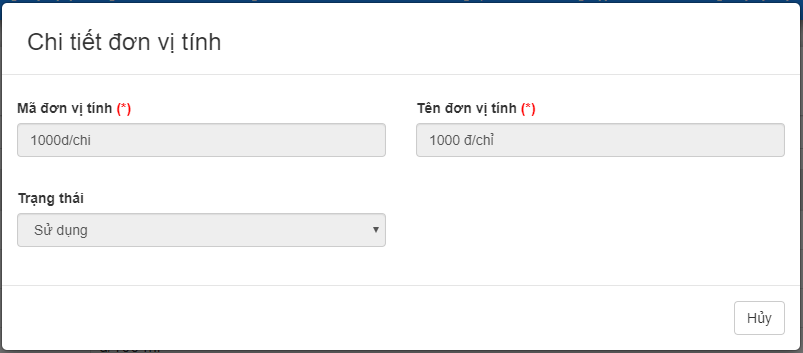 Chi tiết đơn vị tính
Mã đơn vị tính (*)
Tên đơn vị tính (*)
1000d/chi
1000 đ/chỉ
Trạng thái
Sử dụng
Hủy